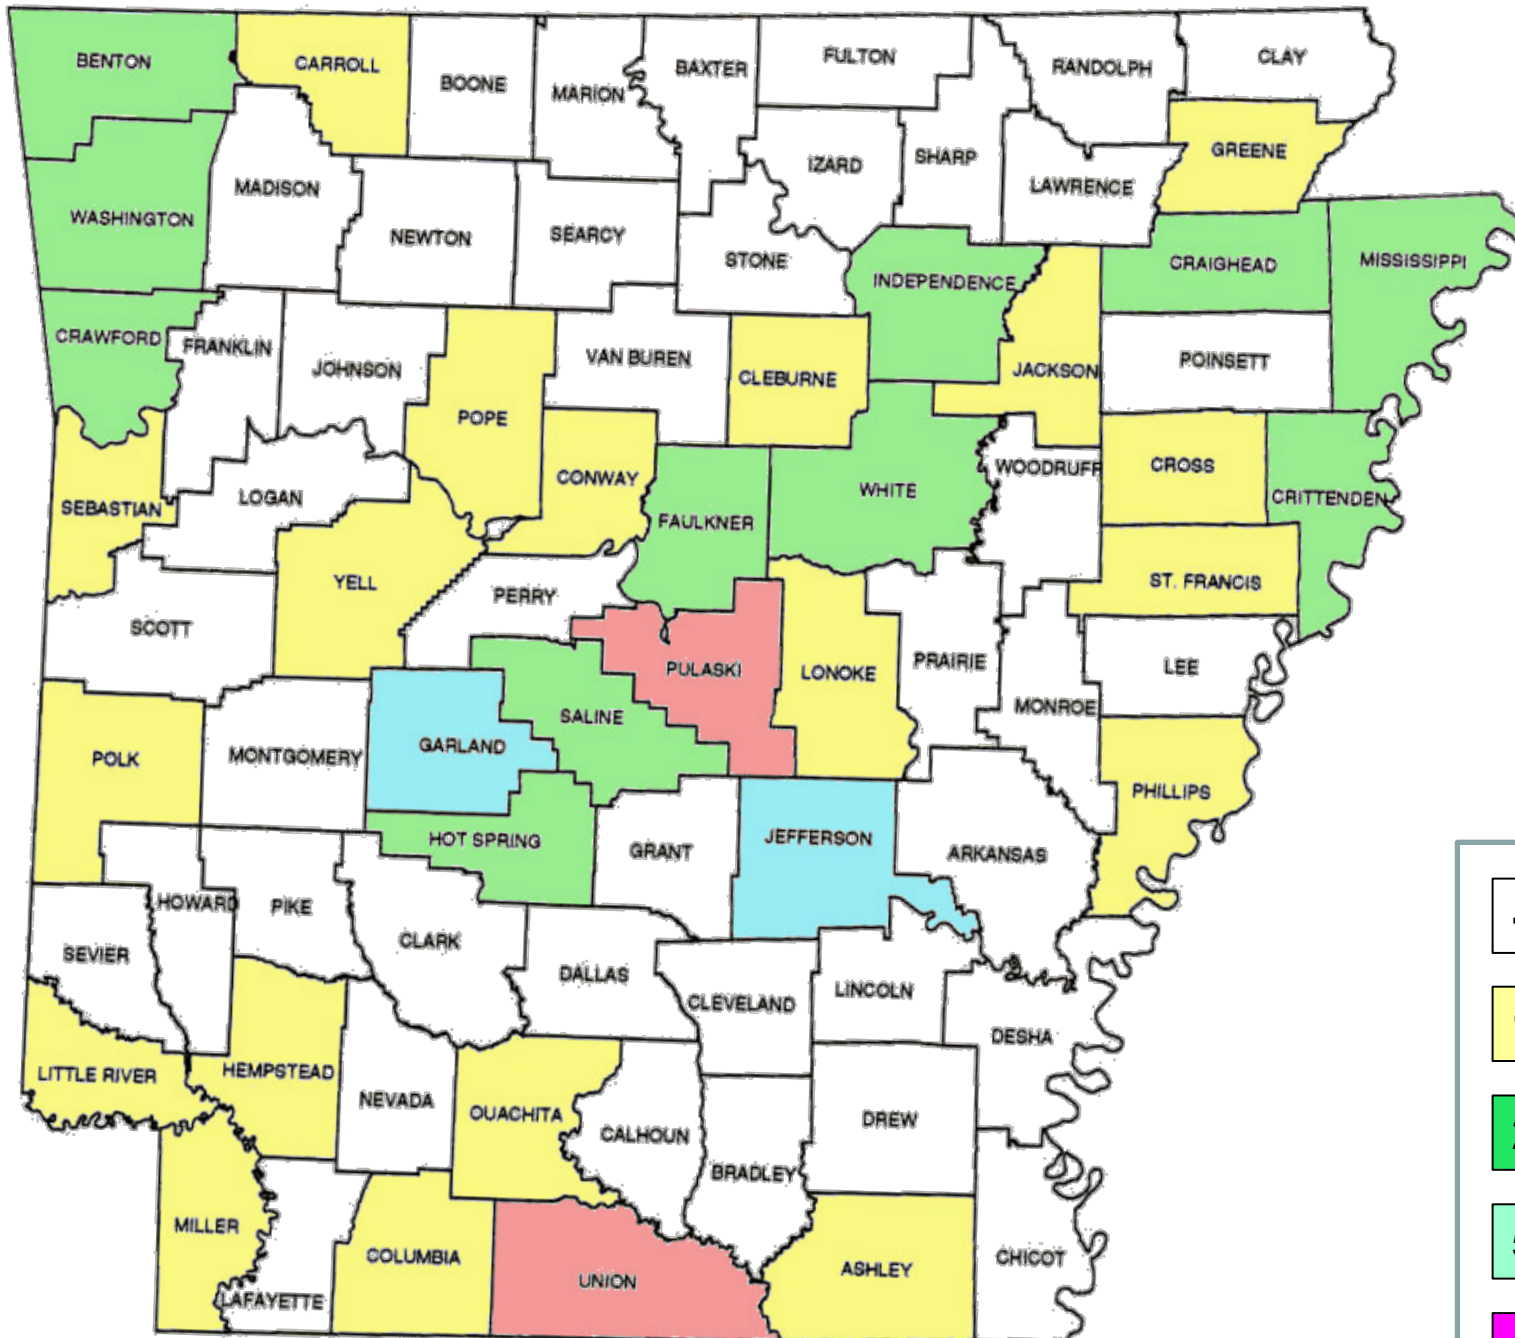 BENTON
CARROLL
BOONE
MARION
BAXTER
FULTON
RANDOLPH
CLAY
GREENE
IZARD
SHARP
LAWRENCE
MADISON
WASHINGTON
NEWTON
SEARCY
STONE
INDEPENDENCE
CRAIGHEAD
MISSISSIPPI
CRAWFORD
FRANKLIN
JOHNSON
VAN BUREN
CLEBURNE
JACKSON
POINSETT
POPE
CONWAY
WOODRUFF
CROSS
CRITTENDEN
SEBASTIAN
LOGAN
FAULKNER
WHITE
YELL
PERRY
ST. FRANCIS
SCOTT
PULASKI
LONOKE
PRAIRIE
LEE
MONROE
POLK
MONTGOMERY
GARLAND
SALINE
PHILLIPS
HOT SPRING
GRANT
JEFFERSON
ARKANSAS
HOWARD
PIKE
CLARK
SEVIER
DALLAS
CLEVELAND
LINCOLN
DESHA
LITTLE RIVER
HEMPSTEAD
NEVADA
OUACHITA
CALHOUN
DREW
BRADLEY
MILLER
COLUMBIA
UNION
ASHLEY
CHICOT
LAFAYETTE